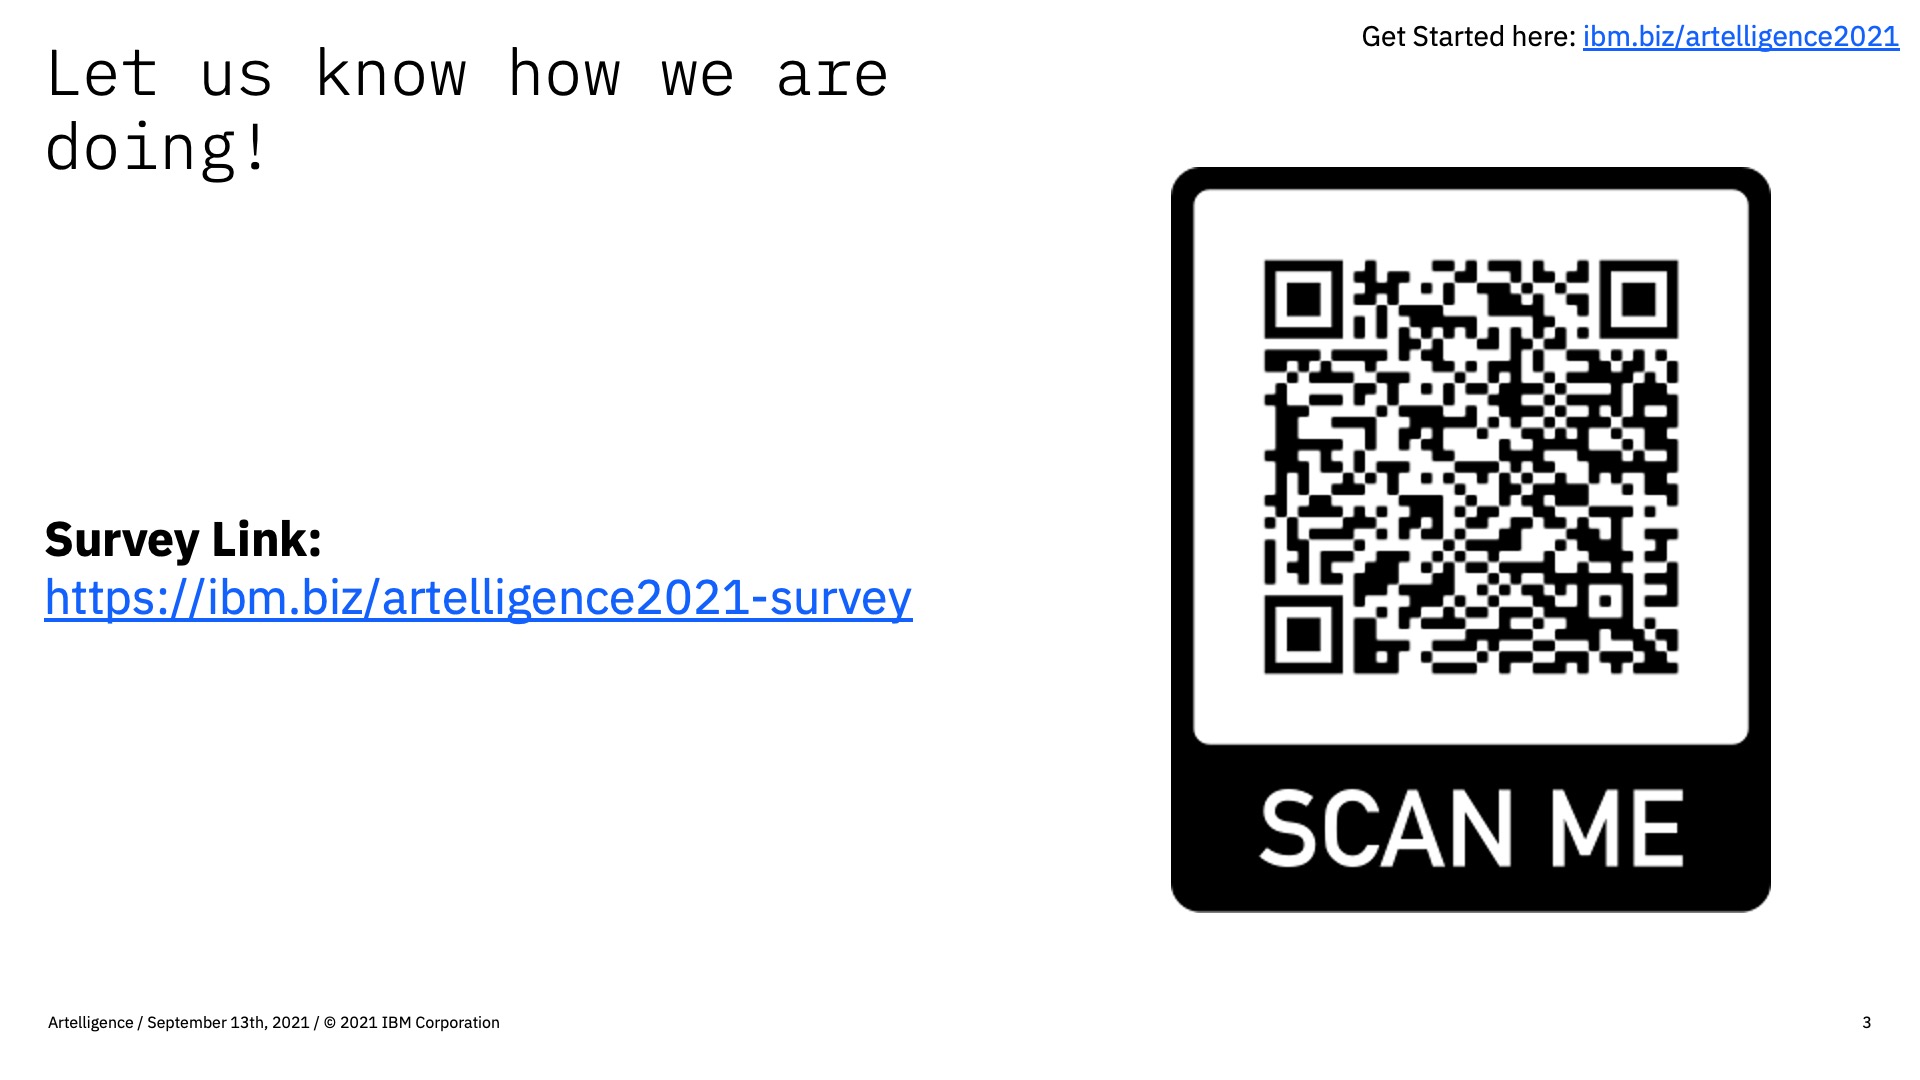 Get Started here: ibm.biz/artelligence2021
Let us know how we are
doing!
Survey Link:
https://ibm.biz/artelligence2021-survey
SCAN ME
Artelligence / September 13th, 2021 / © 2021 IBM Corporation
3